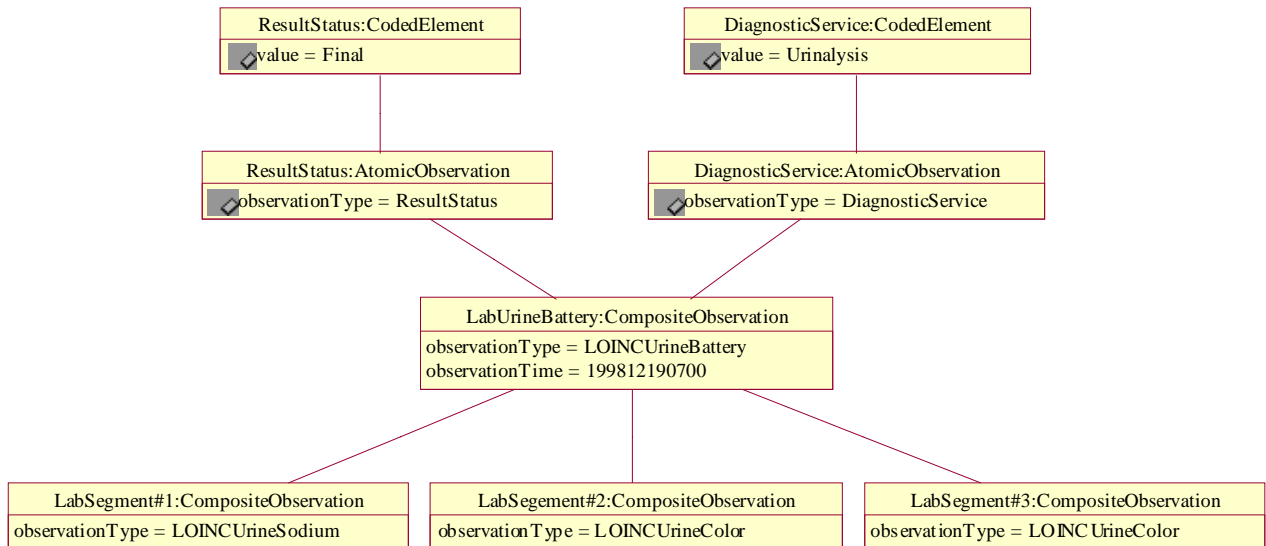 ResultStatus:CodedElement
value = Final
DiagnosticService:CodedElement
value = Urinalysis
ResultStatus:AtomicObservation
observationType = ResultStatus
DiagnosticService:AtomicObservation
observationType = DiagnosticService
LabUrineBattery:CompositeObservation
observationType = LOINCUrineBattery
observationTime = 199812190700
LabSegment#1:CompositeObservation
observationType = LOINCUrineSodium
LabSegement#2:CompositeObservation
observationType = LOINCUrineColor
LabSegment#3:CompositeObservation
observationType = LOINCUrineColor